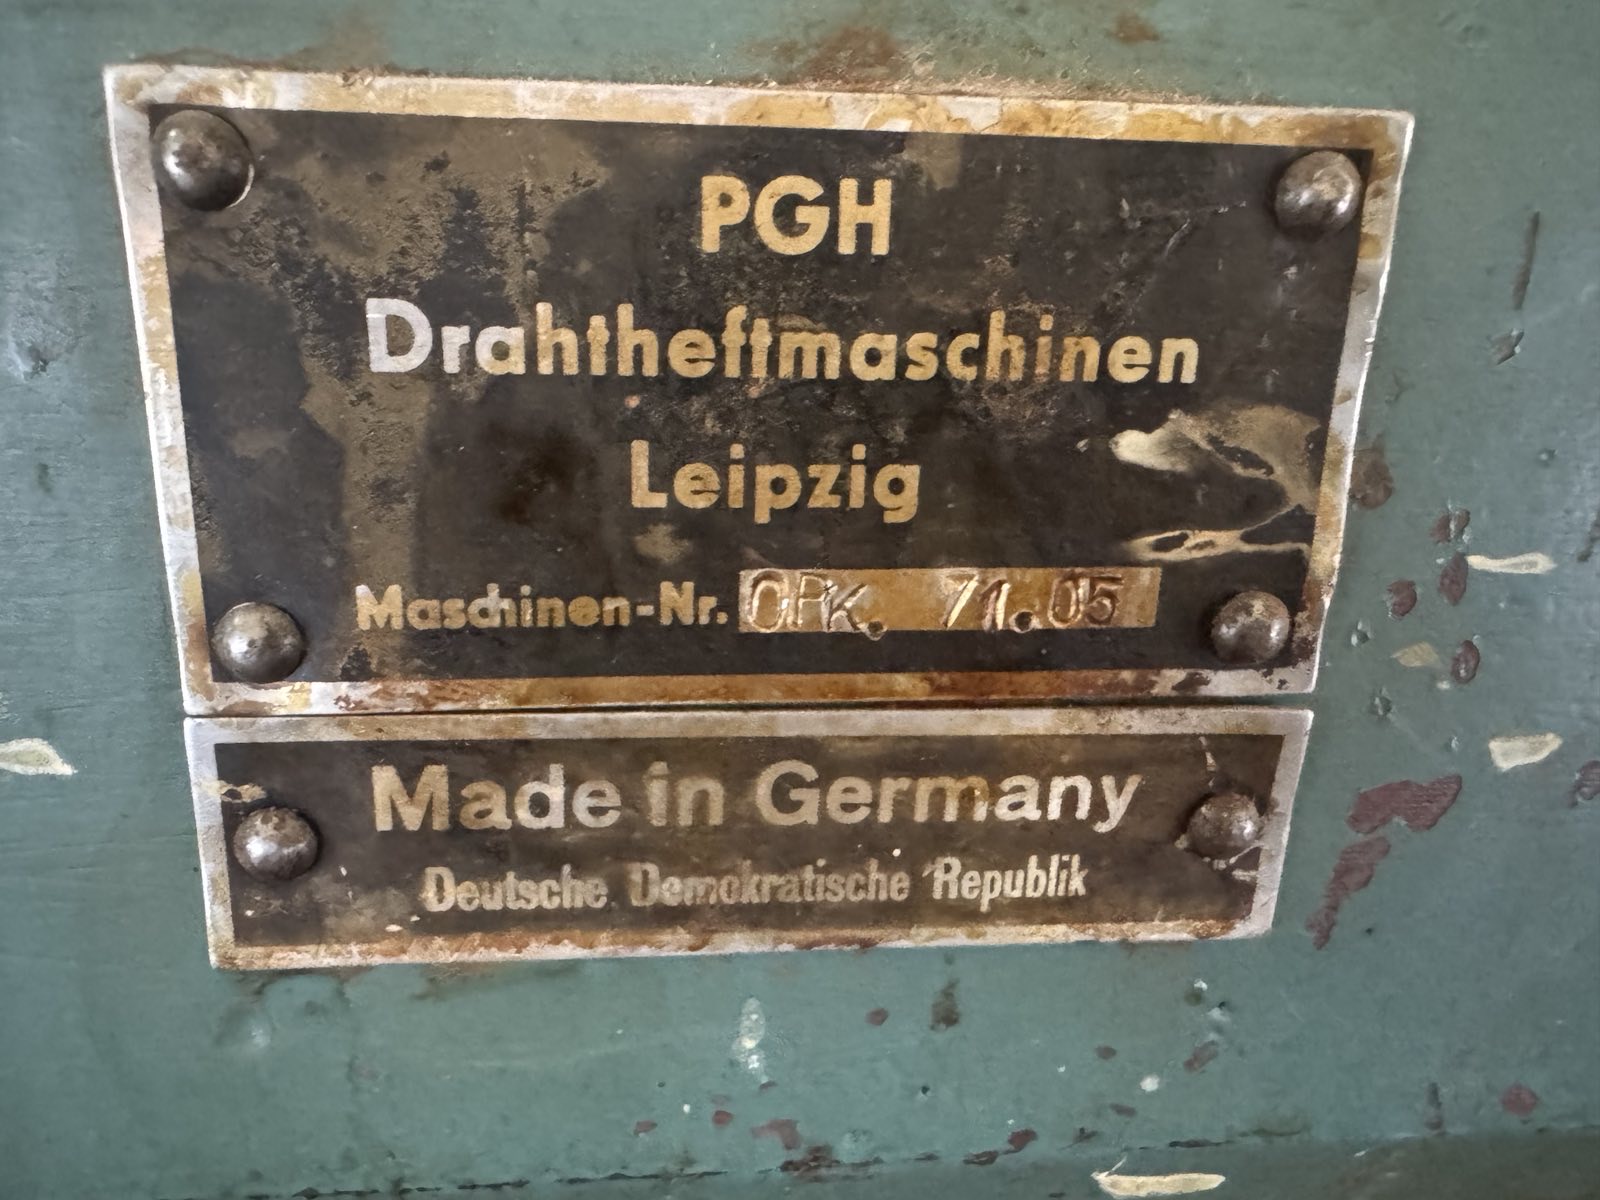 PGH
Drahtheftmaschinen
Leipzig
Maschinen-Nr. OPK. 71.05
Made in Germany
Deutsche Demokratische Republik